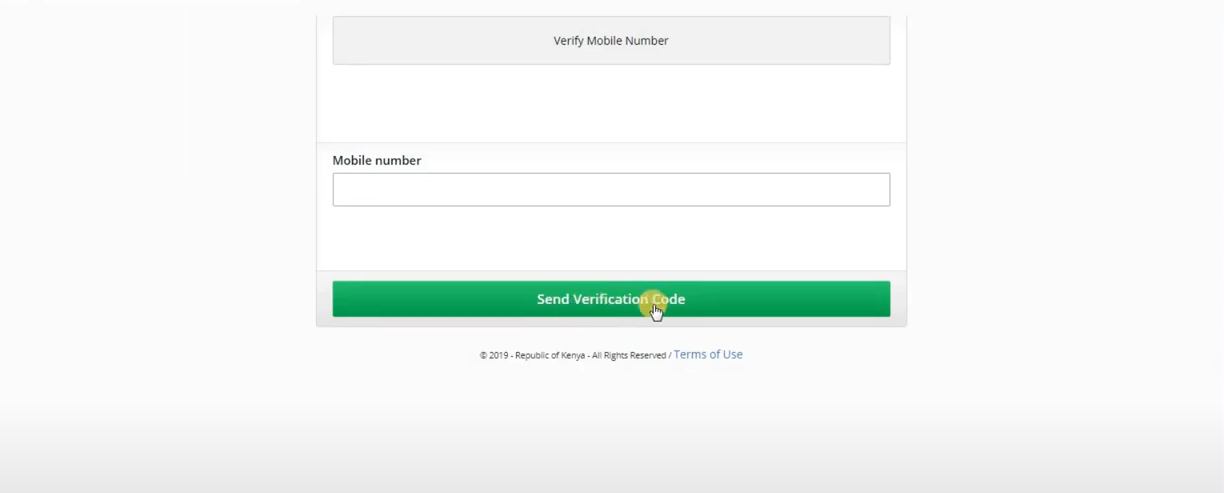 Verify Mobile Number
Mobile number
Send Verification Code
© 2019 - Republic of Kenya - All Rights Reserved / Terms of Use